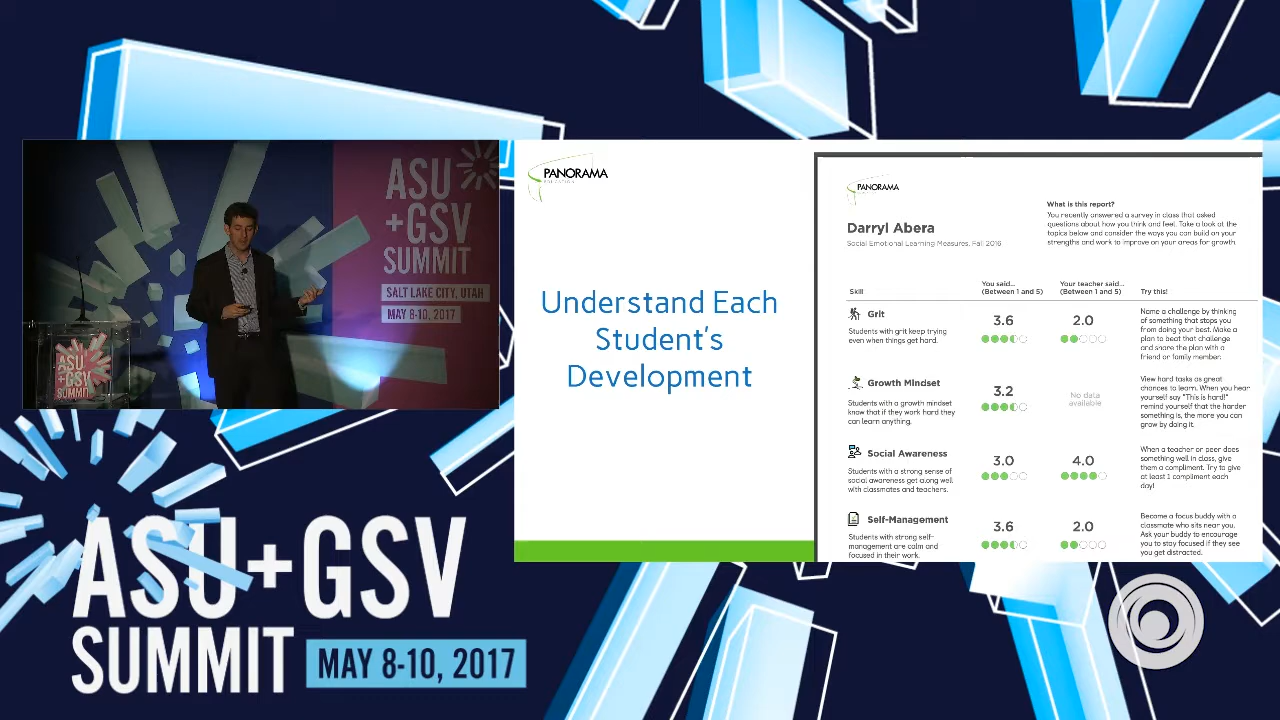 ASU
+GSV
SUMMIT
SALT LAKE CITY, UTAH
MAY 8-10, 2017
ASU
+GSV
SUMMIT
PANORAMA
EDUCATION
Understand Each
Student's
Development
PANORAMA
Darryl Abera
Social Emotional Learning Measures, Fall 2016
What is this report?
You recently answered a survey in class that asked
questions about how you think and feel. Take a look at the
topics below and consider the ways you can build on your
strengths and work to improve on your areas for growth.
Skill
You said...
(Between 1 and 5)
Your teacher said...
(Between 1 and 5)
Try this!
Grit
Students with grit keep trying
even when things get hard.
3.6
2.0
Name a challenge by thinking
of something that stops you
from doing your best. Make a
plan to beat that challenge
and share the plan with a
friend or family member.
Growth Mindset
Students with a growth mindset
know that if they work hard they
can learn anything.
3.2
No data
available
View hard tasks as great
chances to learn. When you hear
yourself say "This is hard!"
remind yourself that the harder
something is, the more you can
grow by doing it.
Social Awareness
Students with a strong sense of
social awareness get along well
with classmates and teachers.
3.0
4.0
When a teacher or peer does
something well in class, give
them a compliment. Try to give
at least 1 compliment each
day!
Self-Management
Students with strong self-
management are calm and
focused in their work.
3.6
2.0
Become a focus buddy with a
classmate who sits near you.
Ask your buddy to encourage
you to stay focused if they see
you get distracted.
ASU+GSV
SUMMIT
MAY 8-10, 2017